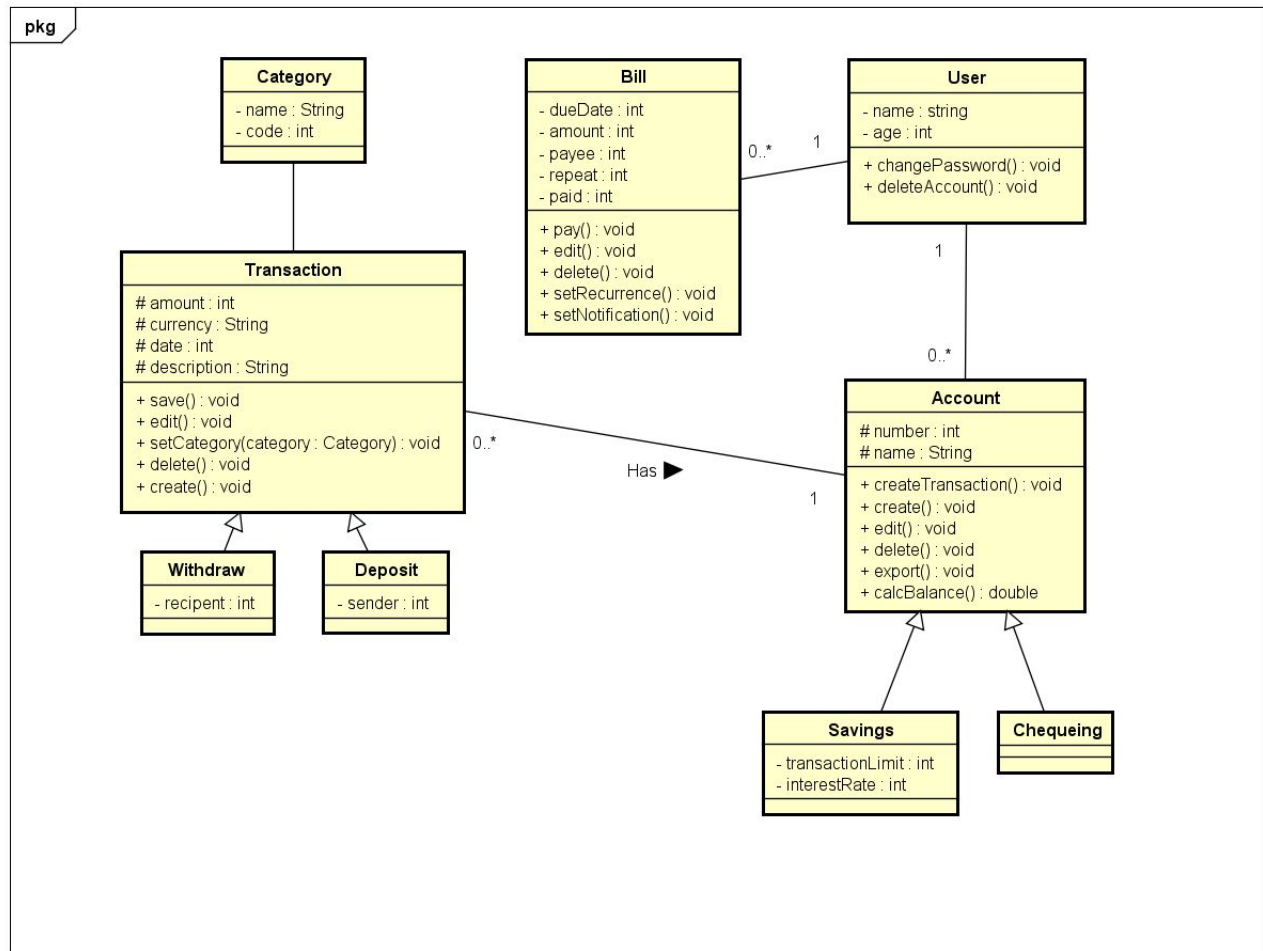 pkg
Category
- name : String
- code : int
Bill
- dueDate : int
- amount : int
- payee : int
- repeat : int
- paid : int
+ pay() : void
+ edit() : void
+ delete() : void
+ setRecurrence() : void
+ setNotification() : void
User
- name : string
- age : int
+ changePassword() : void
+ deleteAccount() : void
0..*
1
1
0..*
Transaction
# amount : int
# currency : String
# date : int
# description : String
+ save() : void
+ edit() : void
+ setCategory(category : Category) : void
+ delete() : void
+ create() : void
0..*
Has ▶
1
Account
# number : int
# name : String
+ createTransaction() : void
+ create() : void
+ edit() : void
+ delete() : void
+ export() : void
+ calcBalance() : double
Withdraw
- recipent : int
Deposit
- sender : int
Savings
- transactionLimit : int
- interestRate : int
Chequeing